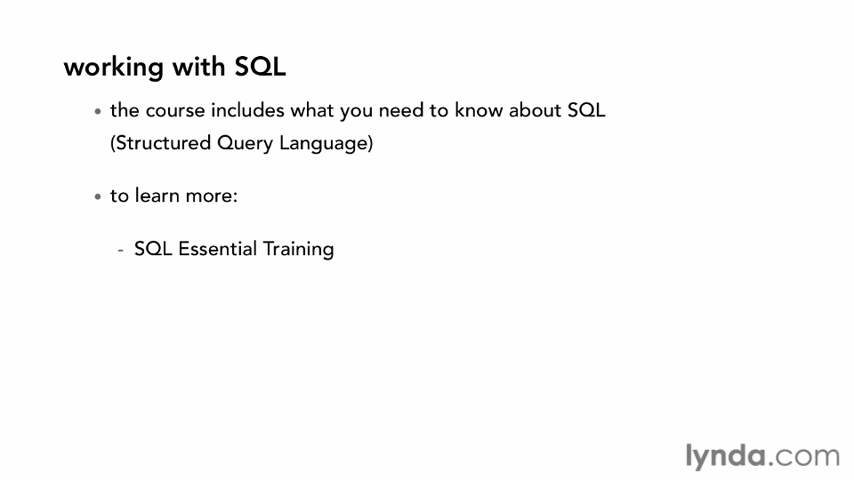 working with SQL
• the course includes what you need to know about SQL
(Structured Query Language)
• to learn more:
- SQL Essential Training
lynda.com